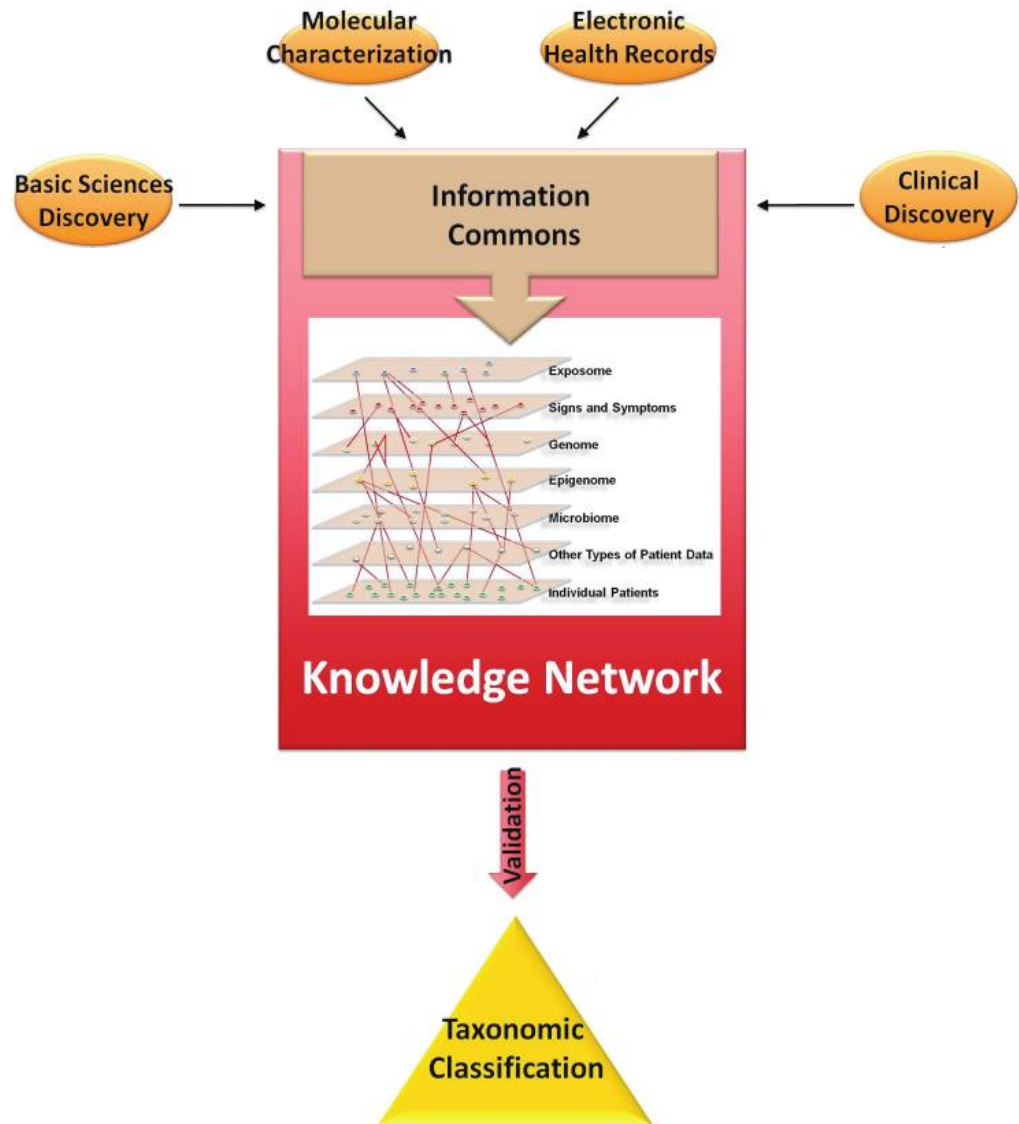 Molecular
Characterization
Electronic
Health Records
Basic Sciences
Discovery
Clinical
Discovery
Information
Commons
Exposome
Signs and Symptoms
Genome
Epigenome
Microbiome
Other Types of Patient Data
Individual Patients
Knowledge Network
Validation
Taxonomic
Classification